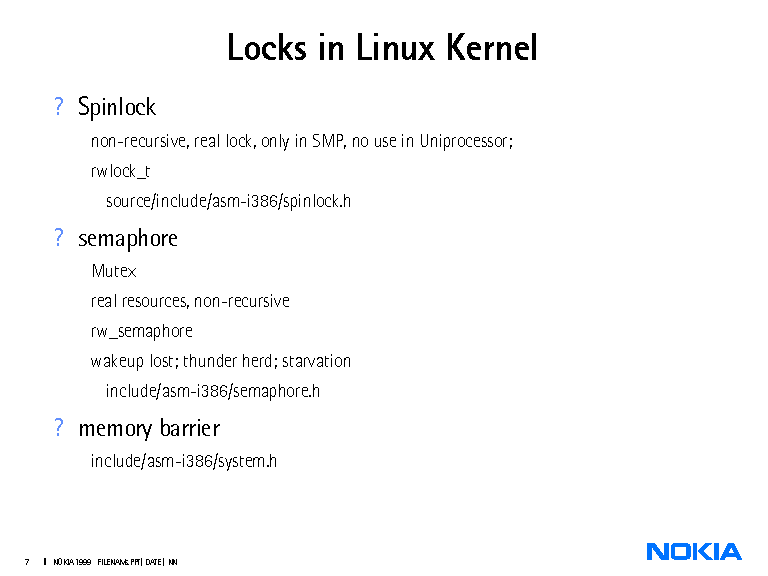 Locks in Linux Kernel
? Spinlock
non-recursive, real lock, only in SMP, no use in Uniprocessor;
rwlock_t
source/include/asm-i386/spinlock.h
? semaphore
Mutex
real resources, non-recursive
rw_semaphore
wakeup lost; thunder herd; starvation
include/asm-i386/semaphore.h
? memory barrier
include/asm-i386/system.h
7 | NOKIA 1999 FILENAMs.PPT| DATE | NN
NOKIA